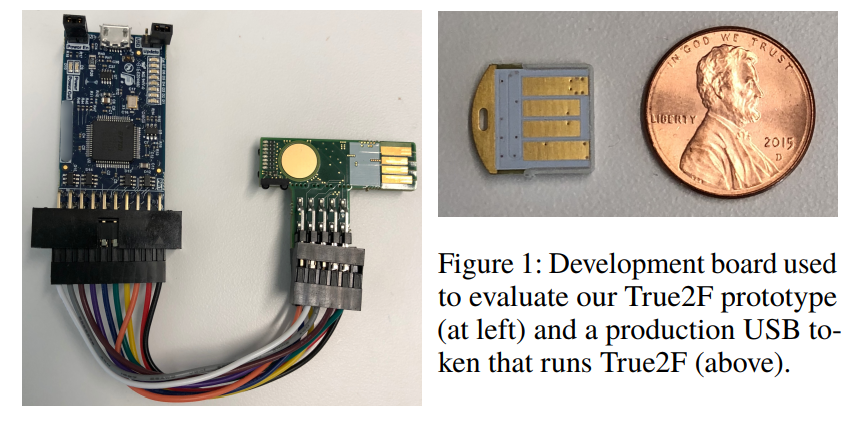 IN GOD WE TRUST
LIBERTY
2015
D
Figure 1: Development board used
to evaluate our True2F prototype
(at left) and a production USB to-
ken that runs True2F (above).